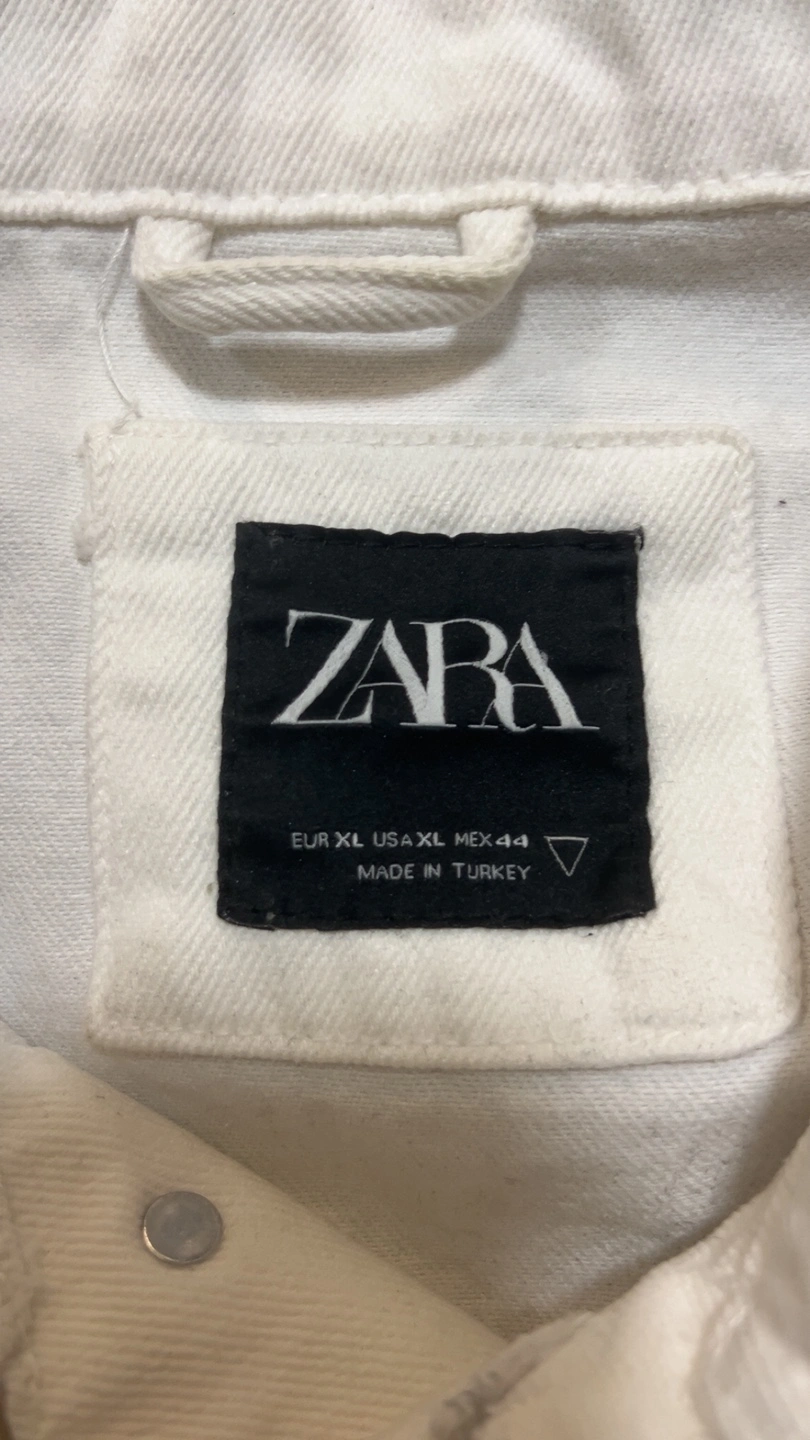 ZARA
EUR XL USA XL MEX 44
MADE IN TURKEY